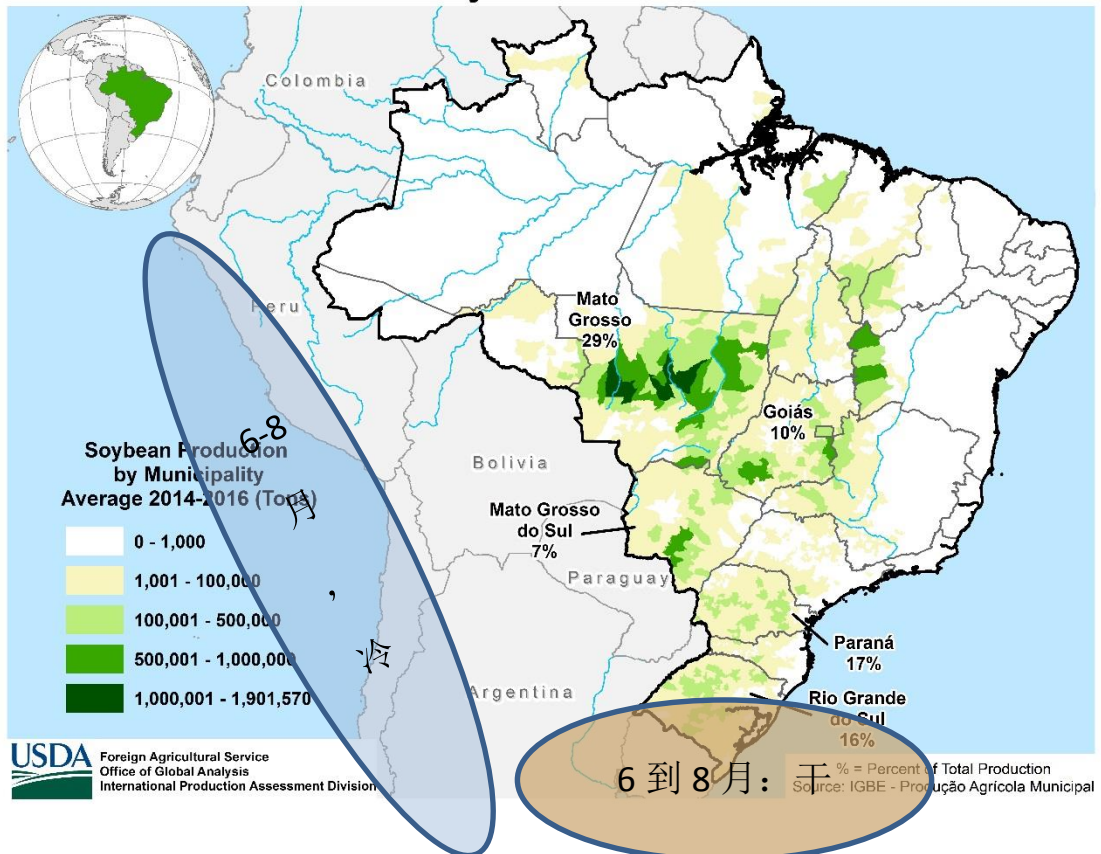 Colombia
Peru
Mato
Grosso
29%
Goiás
10%
Bolivia
Mato Grosso
do Sul
7%
Paraguay
Paraná
17%
Argentina
Rio Grande
do Sul
16%
Soybean Production
by Municipality
Average 2014-2016 (Tons)
0 - 1,000
1,001 - 100,000
100,001 - 500,000
500,001 - 1,000,000
1,000,001 - 1,901,570
6-8
月
，
冷
6 到 8 月：干
USDA
Foreign Agricultural Service
Office of Global Analysis
International Production Assessment Division
% = Percent of Total Production
Source: IGBE - Produção Agrícola Municipal